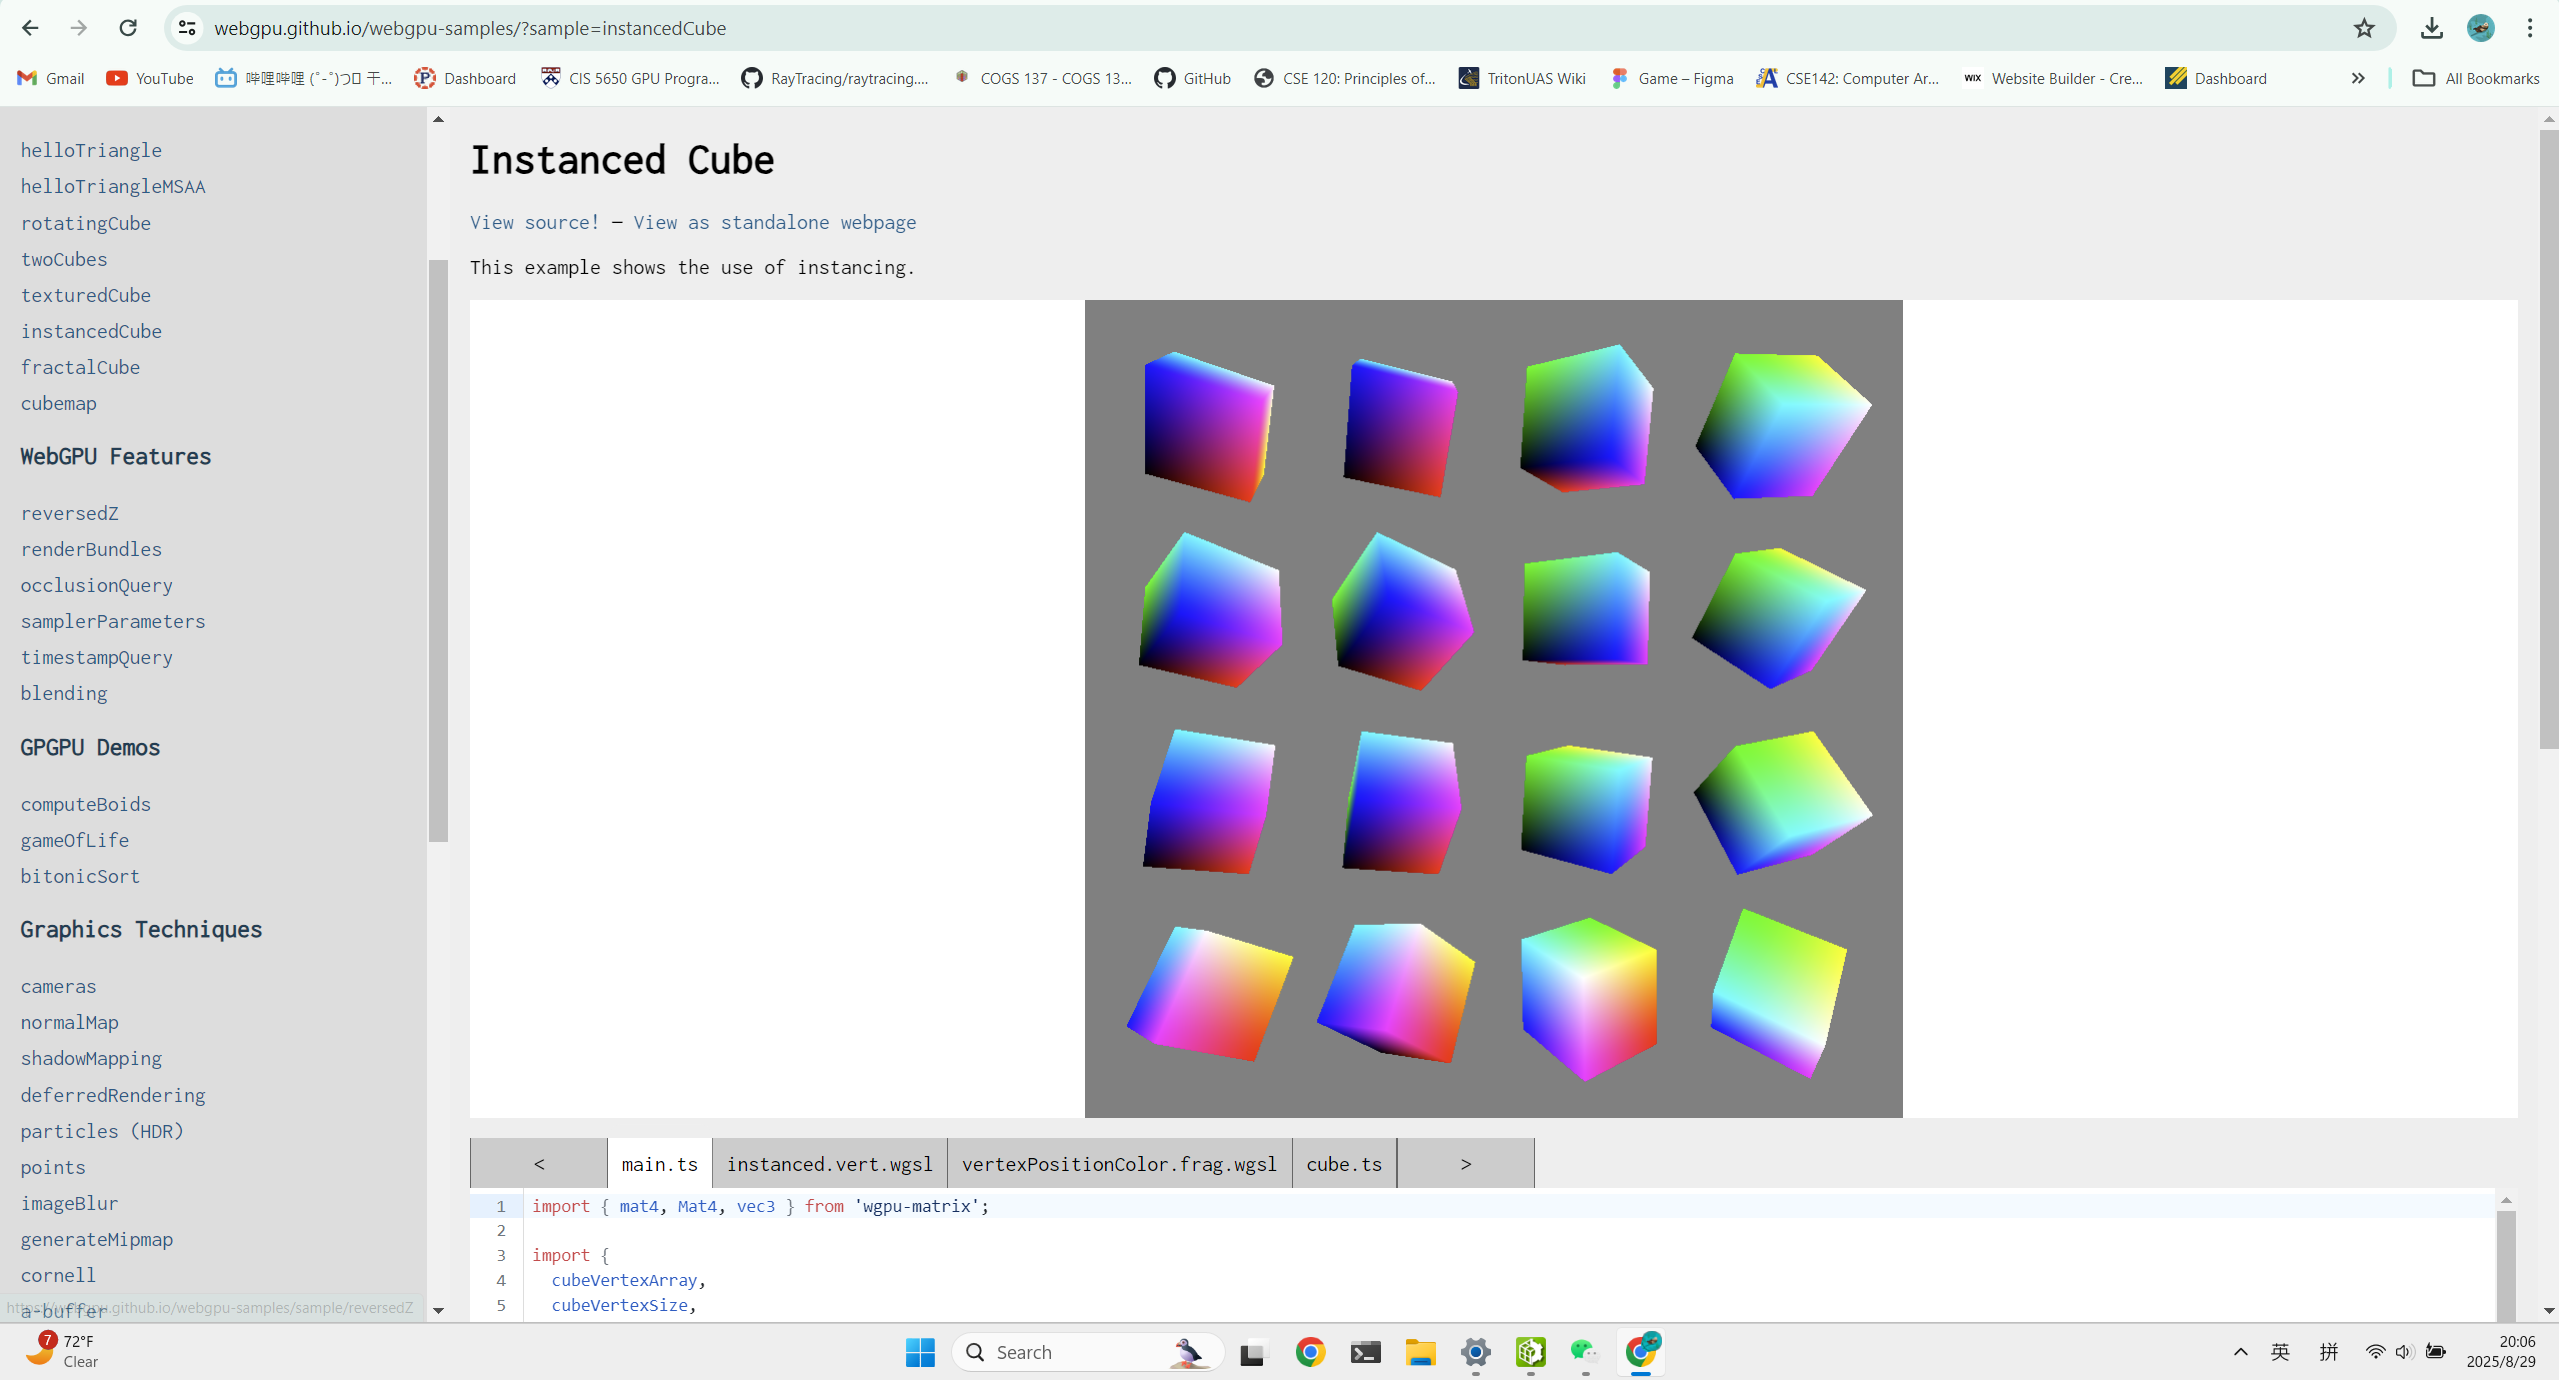 webgpu.github.io/webgpu-samples/?sample=instancedCube
Gmail
YouTube
哔哩哔哩 (゜-゜)つロ 干...
Dashboard
CIS 5650 GPU Progra...
RayTracing/raytracing....
COGS 137 - COGS 13...
GitHub
CSE 120: Principles of...
TritonUAS Wiki
Game – Figma
CSE142: Computer Ar...
WIX
Website Builder - Cre...
Dashboard
»
All Bookmarks
helloTriangle
helloTriangleMSAA
rotatingCube
twoCubes
texturedCube
instancedCube
fractalCube
cubemap
WebGPU Features
reversedZ
renderBundles
occlusionQuery
samplerParameters
timestampQuery
blending
GPGPU Demos
computeBoids
gameOfLife
bitonicSort
Graphics Techniques
cameras
normalMap
shadowMapping
deferredRendering
particles (HDR)
points
imageBlur
generateMipmap
cornell
a-buffer
https://webgpu.github.io/webgpu-samples/sample/reversedZ
Instanced Cube
View source! — View as standalone webpage
This example shows the use of instancing.
< main.ts instanced.vert.wgsl vertexPositionColor.frag.wgsl cube.ts >
1 import { mat4, Mat4, vec3 } from 'wgpu-matrix';
2
3 import {
4 cubeVertexArray,
5 cubeVertexSize,
7
72°F
Clear
Search
英
拼
20:06
2025/8/29